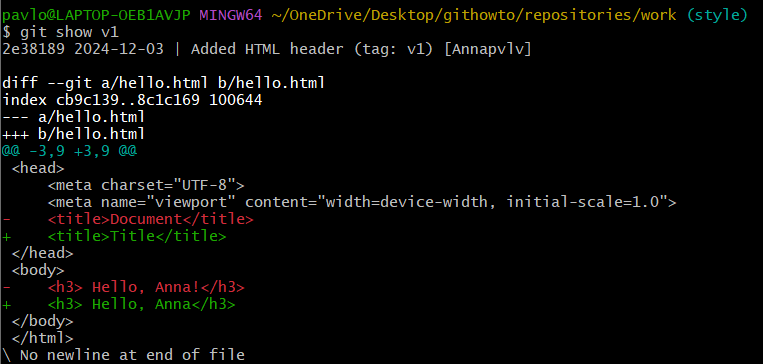 pavlo@LAPTOP-OEB1AVJP MINGW64 ~/OneDrive/Desktop/githowto/repositories/work (style)
$ git show v1
2e38189 2024-12-03 | Added HTML header (tag: v1) [Annapvlv]

diff --git a/hello.html b/hello.html
index cb9c139..8c1c169 100644
--- a/hello.html
+++ b/hello.html
@@ -3,9 +3,9 @@
 <head>
     <meta charset="UTF-8">
     <meta name="viewport" content="width=device-width, initial-scale=1.0">
-    <title>Document</title>
+    <title>Title</title>
 </head>
 <body>
-    <h3> Hello, Anna!</h3>
+    <h3> Hello, Anna</h3>
 </body>
 </html>
\ No newline at end of file